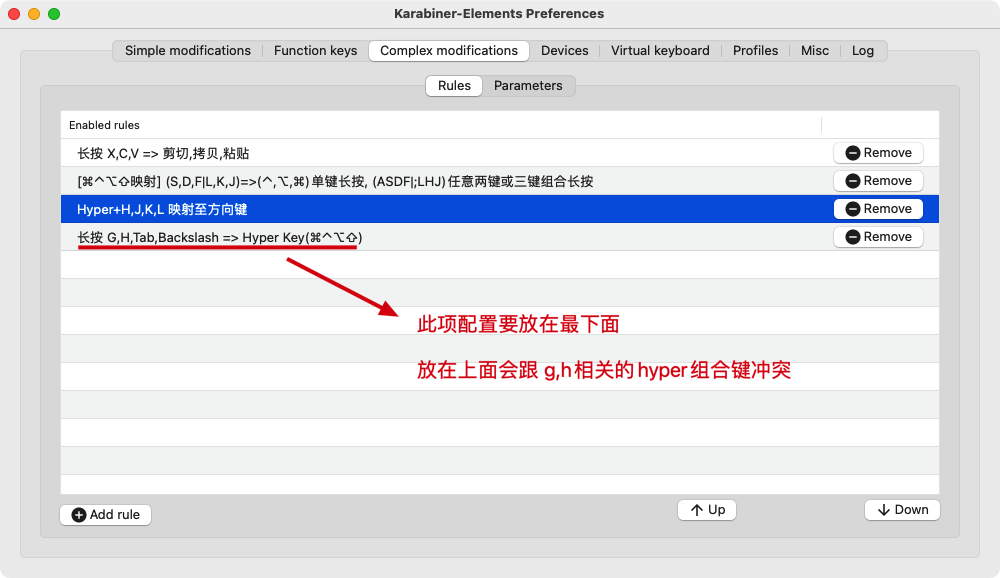 Karabiner-Elements Preferences
Simple modifications Function keys Complex modifications Devices Virtual keyboard Profiles Misc Log
Rules Parameters
Enabled rules
长按 X,C,V => 剪切,拷贝,粘贴 Remove
[⌘⌃⌥⇧映射] (S,D,F|L,K,J)=>(⌃,⌥,⌘)单键长按, (ASDF|;LHJ)任意两键或三键组合长按 Remove
Hyper+H,J,K,L 映射至方向键 Remove
长按 G,H,Tab,Backslash => Hyper Key(⌘⌃⌥⇧) Remove
此项配置要放在最下面
放在上面会跟 g,h相关的hyper组合键冲突
Add rule Up Down